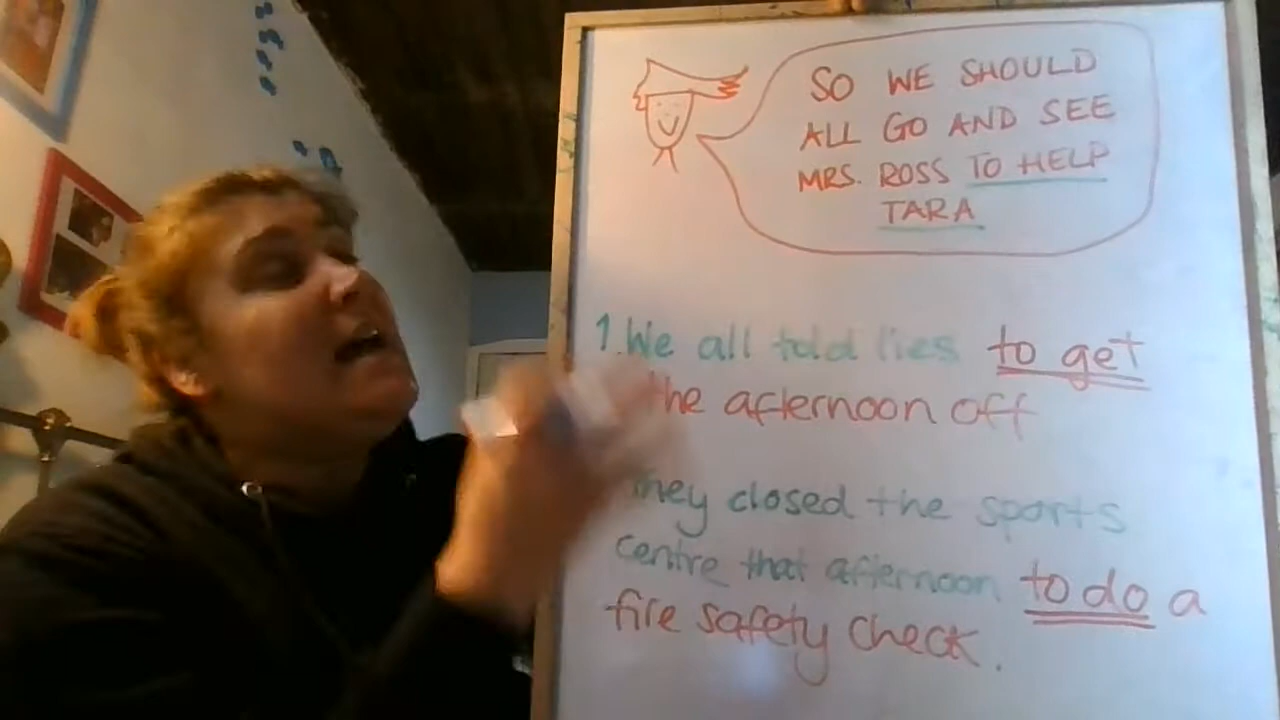 SO WE SHOULD
ALL GO AND SEE
MRS. ROSS TO HELP
TARA
1. We all told lies to get
the afternoon off
closed the sports
centre that afternoon to do a
fire safety check.